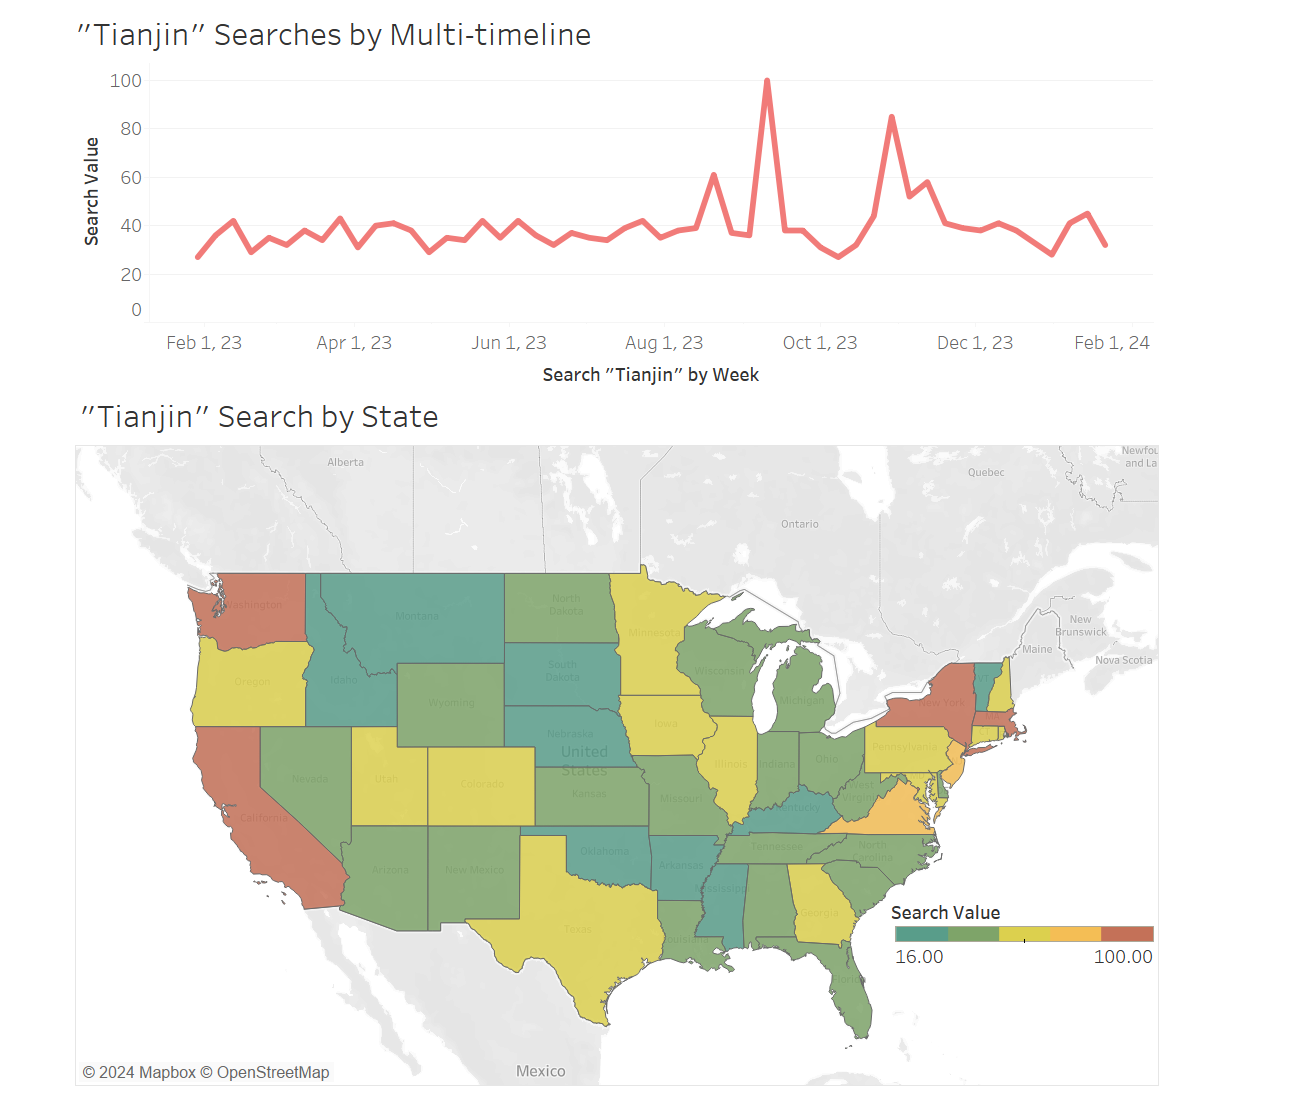 "Tianjin" Searches by Multi-timeline
100
80
60
40
20
0
Search Value
Feb 1, 23
Apr 1, 23
Jun 1, 23
Aug 1, 23
Oct 1, 23
Dec 1, 23
Feb 1, 24
Search "Tianjin" by Week
"Tianjin" Search by State
Alberta
Ontario
Quebec
Newfou
and La
New
Brunswick
Maine
Nova Scotia
Washington
Montana
North
Dakota
Minnesota
Oregon
Idaho
South
Dakota
Wisconsin
Michigan
VT
New York
MA
CT
Wyoming
Iowa
Nebraska
United
States
Pennsylvania
Nevada
Utah
Colorado
Kansas
Illinois
Indiana
Ohio
West
Virginia
Missouri
Kentucky
California
Arizona
New Mexico
Oklahoma
Arkansas
Tennessee
North
Carolina
Mississippi
Georgia
Texas
Louisiana
Florida
Search Value
16.00
100.00
Mexico
© 2024 Mapbox © OpenStreetMap